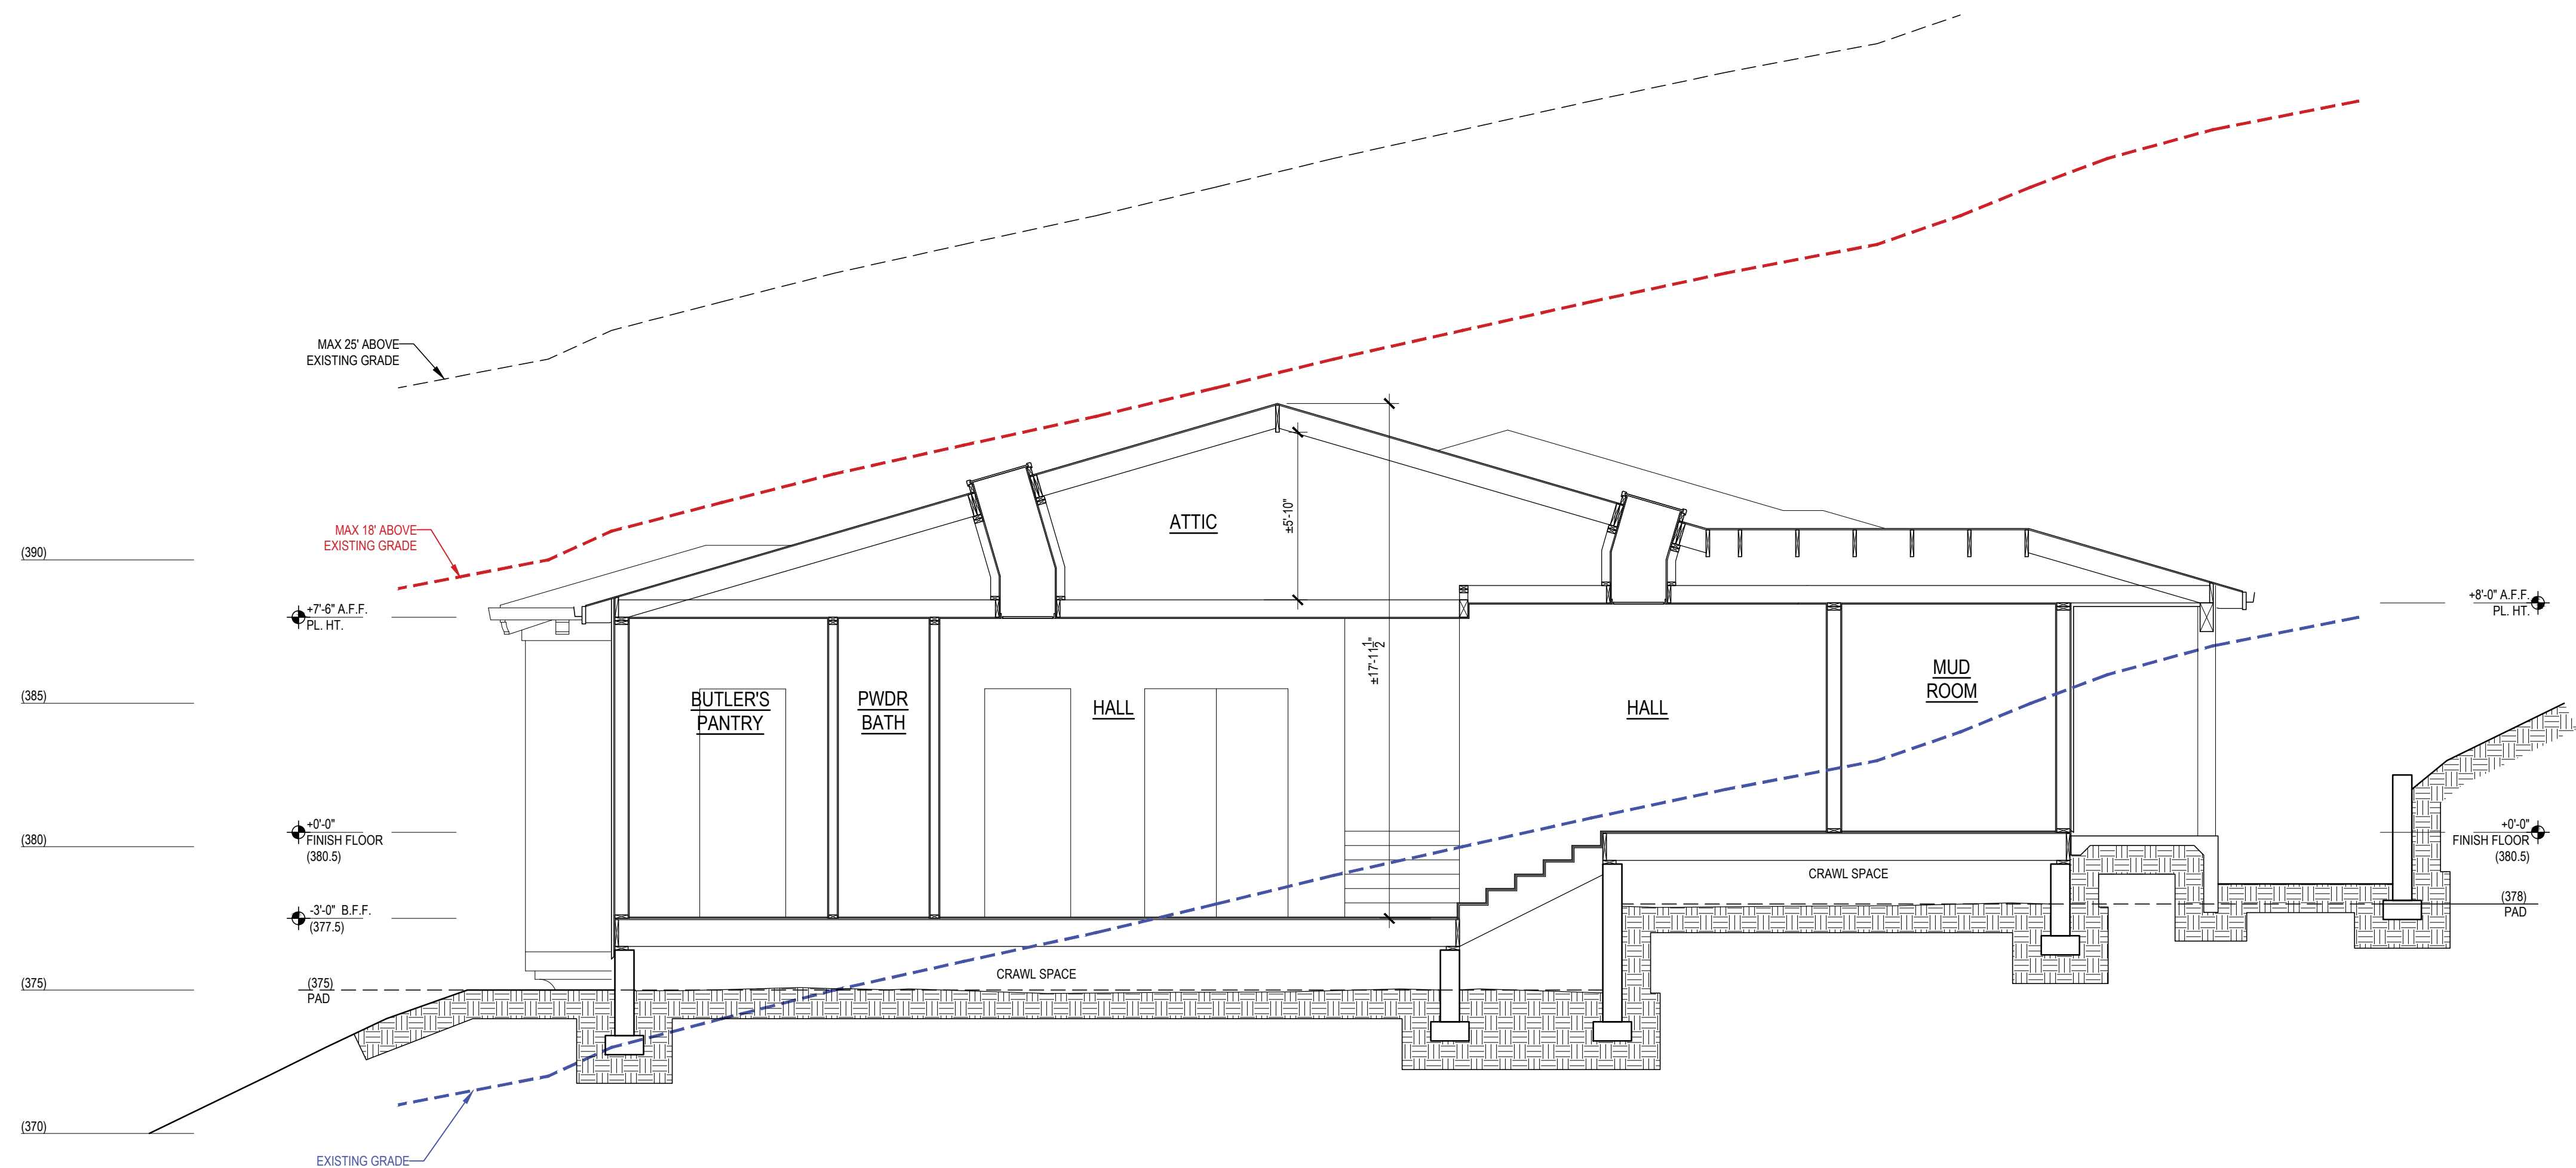 MAX 25' ABOVE
EXISTING GRADE
MAX 18' ABOVE
EXISTING GRADE
(390)
+7'-6" A.F.F.
PL. HT.
+8'-0" A.F.F.
PL. HT.
ATTIC
±5'-10"
±17'-11 1/2"
(385)
BUTLER'S
PANTRY
PWDR
BATH
HALL
HALL
MUD
ROOM
(380)
+0'-0"
FINISH FLOOR
(380.5)
+0'-0"
FINISH FLOOR
(380.5)
-3'-0" B.F.F.
(377.5)
CRAWL SPACE
(378)
PAD
(375)
(375)
PAD
CRAWL SPACE
(370)
EXISTING GRADE